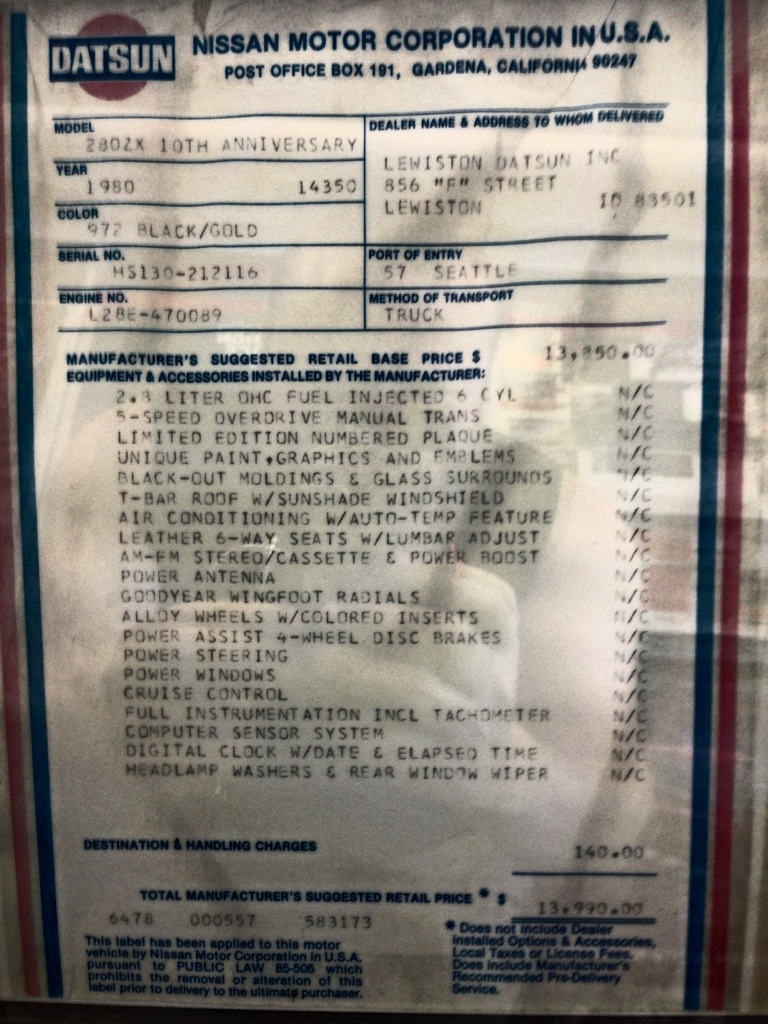 DATSUN
NISSAN MOTOR CORPORATION IN U.S.A.
POST OFFICE BOX 191, GARDENA, CALIFORNIA 90247
MODEL
280ZX 10TH ANNIVERSARY
YEAR
1980 14350
COLOR
972 BLACK/GOLD
SERIAL NO.
HS130-212116
ENGINE NO.
L28E-470089
DEALER NAME & ADDRESS TO WHOM DELIVERED
LEWISTON DATSUN INC
856 "F" STREET
LEWISTON ID 83501
PORT OF ENTRY
57 SEATTLE
METHOD OF TRANSPORT
TRUCK
MANUFACTURER'S SUGGESTED RETAIL BASE PRICE $ 13,850.00
EQUIPMENT & ACCESSORIES INSTALLED BY THE MANUFACTURER:
2.8 LITER OHC FUEL INJECTED 6 CYL N/C
5-SPEED OVERDRIVE MANUAL TRANS N/C
LIMITED EDITION NUMBERED PLAQUE N/C
UNIQUE PAINT,GRAPHICS AND EMBLEMS N/C
BLACK-OUT MOLDINGS & GLASS SURROUNDS N/C
T-BAR ROOF W/SUNSHADE WINDSHIELD N/C
AIR CONDITIONING W/AUTO-TEMP FEATURE N/C
LEATHER 6-WAY SEATS W/LUMBAR ADJUST N/C
AM-FM STEREO/CASSETTE & POWER BOOST N/C
POWER ANTENNA N/C
GOODYEAR WINGFOOT RADIALS N/C
ALLOY WHEELS W/COLORED INSERTS N/C
POWER ASSIST 4-WHEEL DISC BRAKES N/C
POWER STEERING N/C
POWER WINDOWS N/C
CRUISE CONTROL N/C
FULL INSTRUMENTATION INCL TACHOMETER N/C
COMPUTER SENSOR SYSTEM N/C
DIGITAL CLOCK W/DATE & ELAPSED TIME N/C
HEADLAMP WASHERS & REAR WINDOW WIPER N/C
DESTINATION & HANDLING CHARGES 140.00
TOTAL MANUFACTURER'S SUGGESTED RETAIL PRICE * $ 13,990.00
6478 000557 583173
This label has been applied to this motor
vehicle by Nissan Motor Corporation in U.S.A.
pursuant to PUBLIC LAW 85-506 which
prohibits the removal or alteration of this
label prior to delivery to the ultimate purchaser.
* Does not Include Dealer
Installed Options & Accessories,
Local Taxes or License Fees.
Does Include Manufacturer's
Recommended Pre-Delivery
Service.